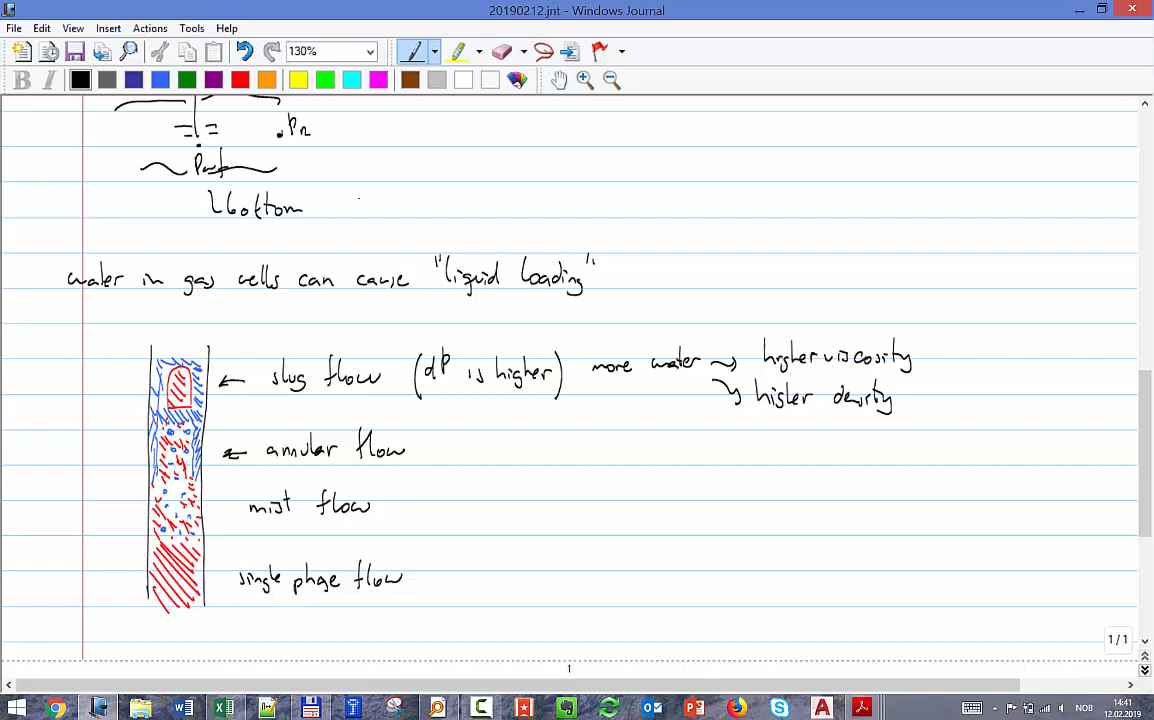 20190212.jnt - Windows Journal
File Edit View Insert Actions Tools Help
130%
B I
Pwf
bottom
water in gas wells can cause "liquid loading"
slug flow (dP is higher) more water higher viscosity
higher density
annular flow
mist flow
single phase flow
1 / 1
1
NOB
14:41
12.02.2019